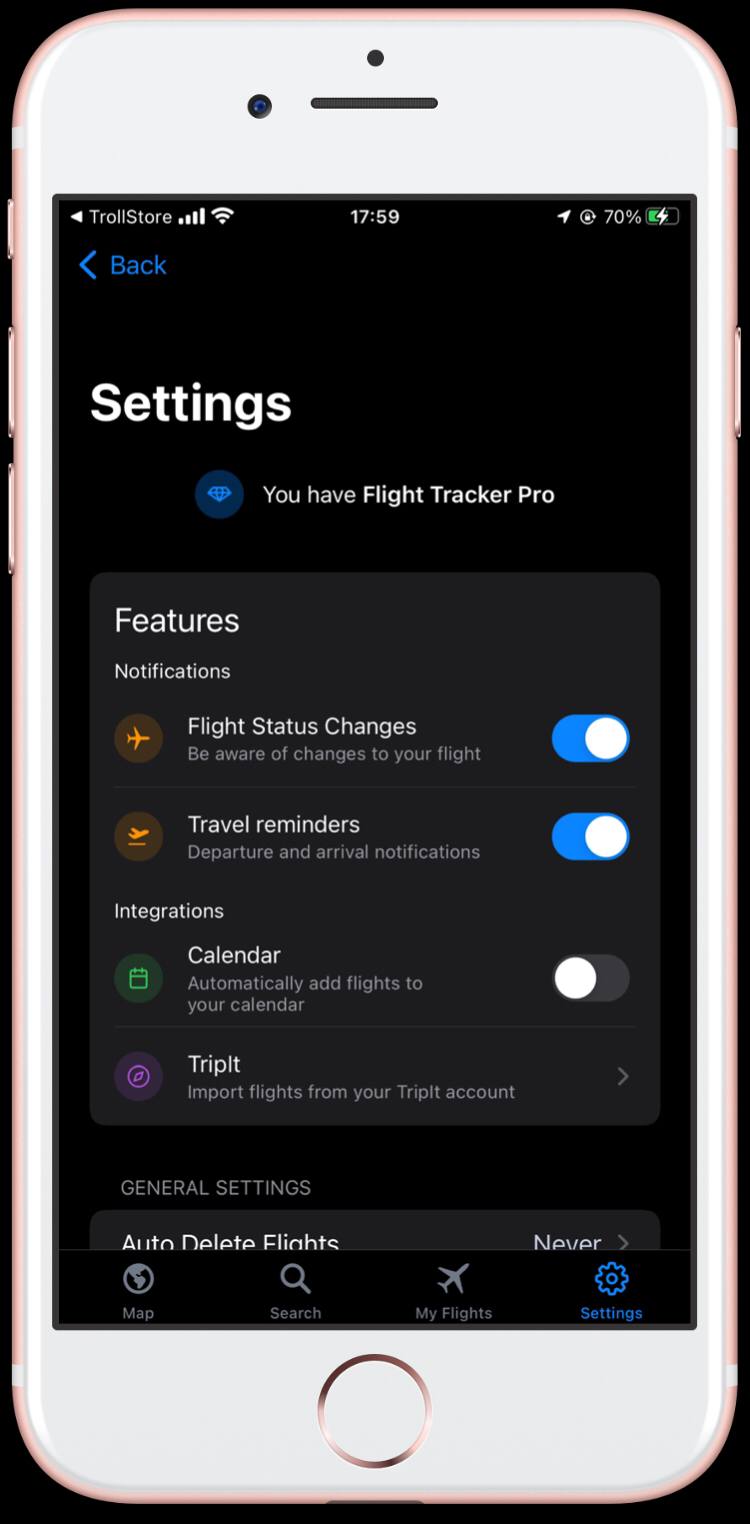 TrollStore
17:59
70%
Back
Settings
You have Flight Tracker Pro
Features
Notifications
Flight Status Changes
Be aware of changes to your flight
Travel reminders
Departure and arrival notifications
Integrations
Calendar
Automatically add flights to
your calendar
TripIt
Import flights from your TripIt account
GENERAL SETTINGS
Auto Delete Flights
Never
Map
Search
My Flights
Settings